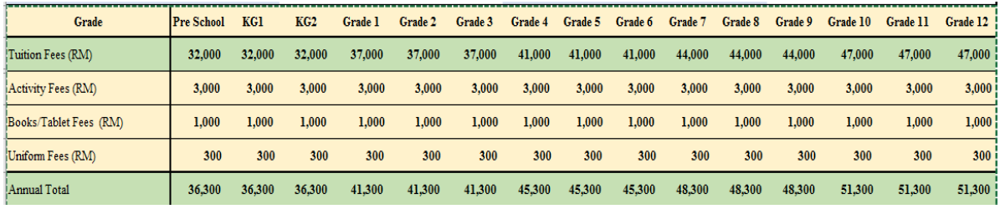 Grade Pre School KG1 KG2 Grade 1 Grade 2 Grade 3 Grade 4 Grade 5 Grade 6 Grade 7 Grade 8 Grade 9 Grade 10 Grade 11 Grade 12
Tuition Fees (RM) 32,000 32,000 32,000 37,000 37,000 37,000 41,000 41,000 41,000 44,000 44,000 44,000 47,000 47,000 47,000
Activity Fees (RM) 3,000 3,000 3,000 3,000 3,000 3,000 3,000 3,000 3,000 3,000 3,000 3,000 3,000 3,000 3,000
Books/Tablet Fees (RM) 1,000 1,000 1,000 1,000 1,000 1,000 1,000 1,000 1,000 1,000 1,000 1,000 1,000 1,000 1,000
Uniform Fees (RM) 300 300 300 300 300 300 300 300 300 300 300 300 300 300 300
Annual Total 36,300 36,300 36,300 41,300 41,300 41,300 45,300 45,300 45,300 48,300 48,300 48,300 51,300 51,300 51,300